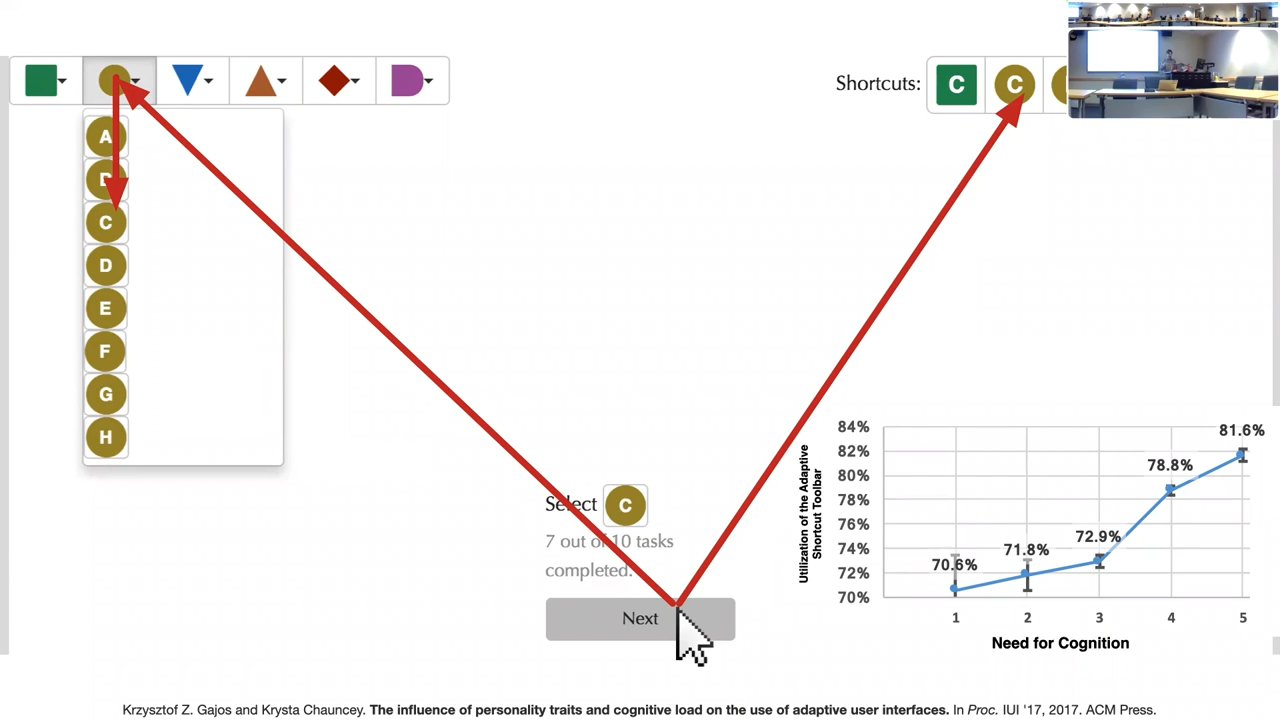 Shortcuts:
C
C
A
C
D
E
F
G
H
Select C
7 out of 10 tasks
completed.
Next
Utilization of the Adaptive
Shortcut Toolbar
84%
82%
80%
78%
76%
74%
72%
70%
70.6%
71.8%
72.9%
78.8%
81.6%
1 2 3 4 5
Need for Cognition
Krzysztof Z. Gajos and Krysta Chauncey. The influence of personality traits and cognitive load on the use of adaptive user interfaces. In Proc. IUI '17, 2017. ACM Press.